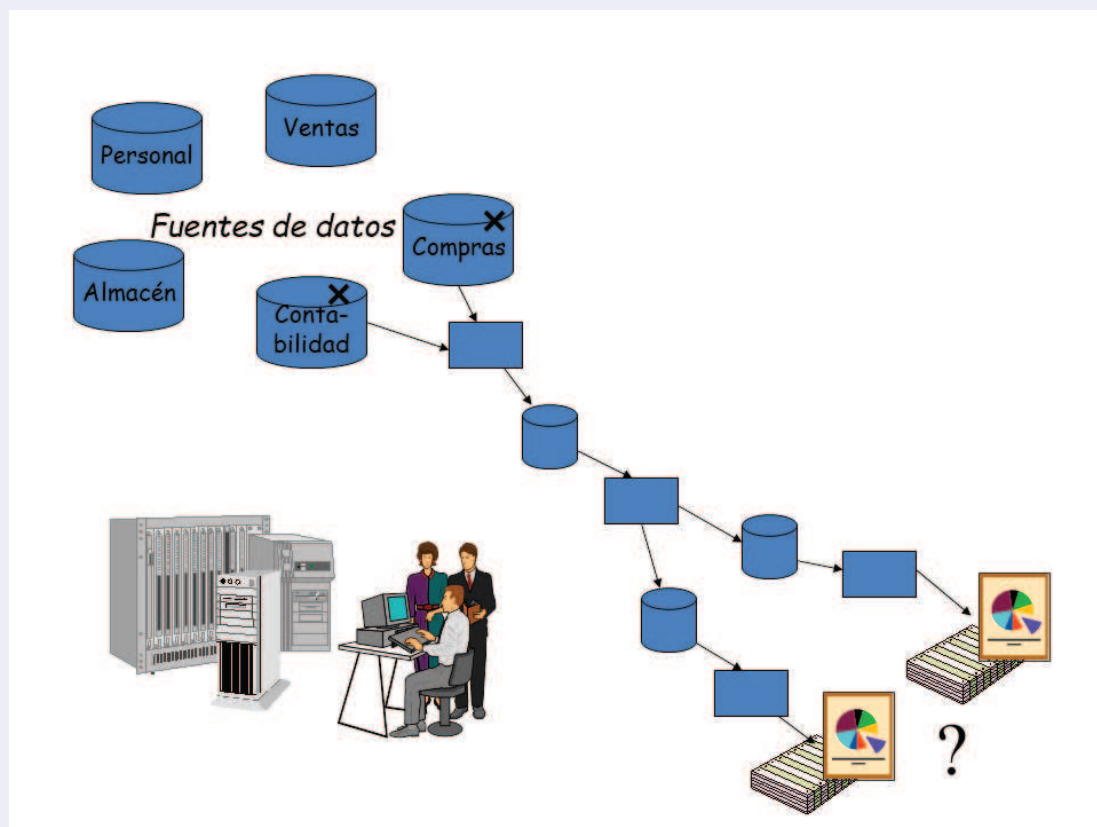 Ventas
Personal
Fuentes de datos
Compras
Almacén
Conta-
bilidad
?